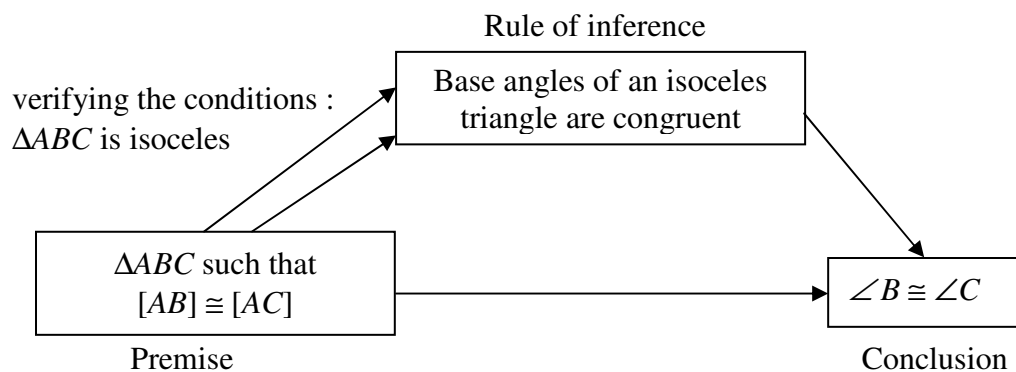 Rule of inference
Base angles of an isoceles
triangle are congruent
verifying the conditions :
ΔABC is isoceles
ΔABC such that
[AB] ≅ [AC]
∠B ≅ ∠C
Premise
Conclusion